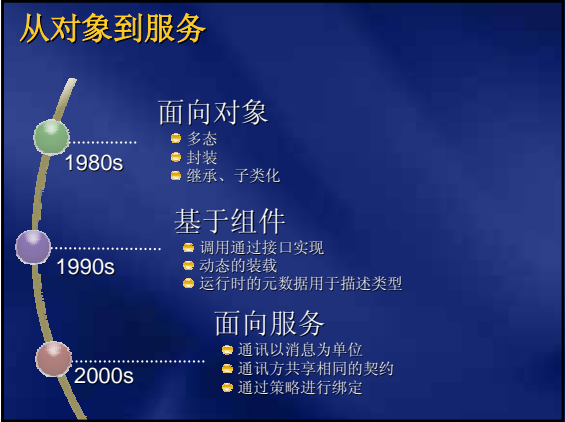 从对象到服务
面向对象
多态
封装
继承、子类化
1980s
基于组件
调用通过接口实现
动态的装载
运行时的元数据用于描述类型
1990s
面向服务
通讯以消息为单位
通讯方共享相同的契约
通过策略进行绑定
2000s